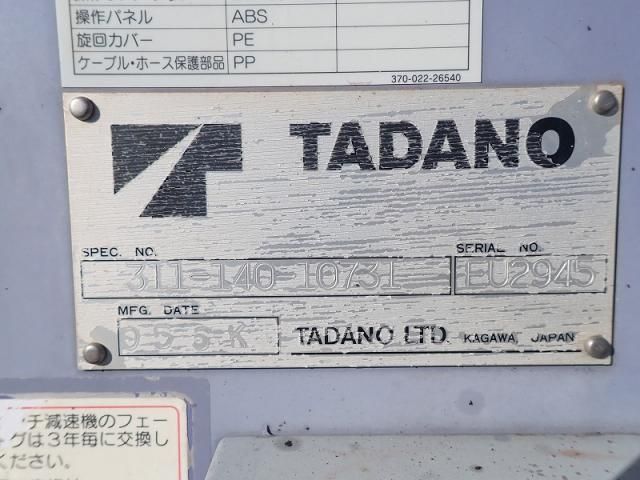 操作パネル ABS
旋回カバー PE
ケーブル・ホース保護部品 PP
370-022-26540
TADANO
SPEC. NO. SERIAL NO.
311-140-10731 EU2945
MFG. DATE
TADANO LTD. KAGAWA, JAPAN
ンチ減速機のフェー
グは3年毎に交換し
ください。